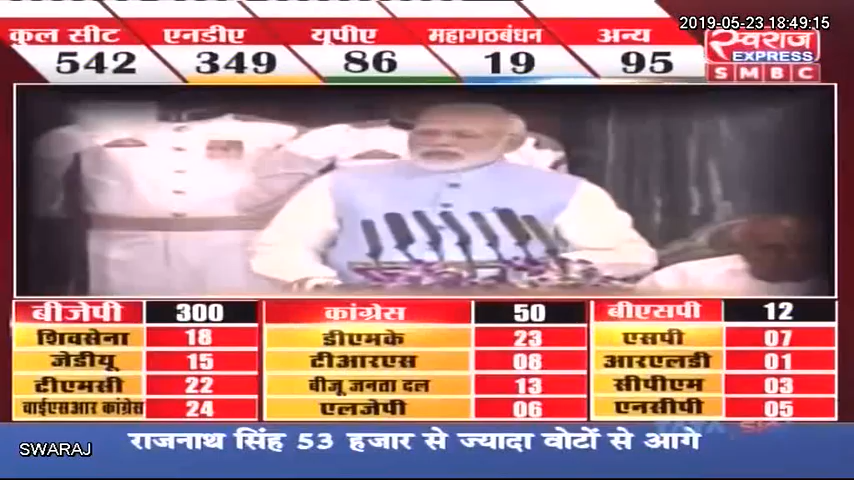 2019-05-23 18:49:15
कुल सीट एनडीए यूपीए महागठबंधन अन्य
542 349 86 19 95
स्वराज
EXPRESS
SMBC
बीजेपी 300 कांग्रेस 50 बीएसपी 12
शिवसेना 18 डीएमके 23 एसपी 07
जेडीयू 15 टीआरएस 08 आरएलडी 01
टीएमसी 22 बीजू जनता दल 13 सीपीएम 03
वाईएसआर कांग्रेस 24 एलजेपी 06 एनसीपी 05
राजनाथ सिंह 53 हजार से ज्यादा वोटों से आगे
SWARAJ